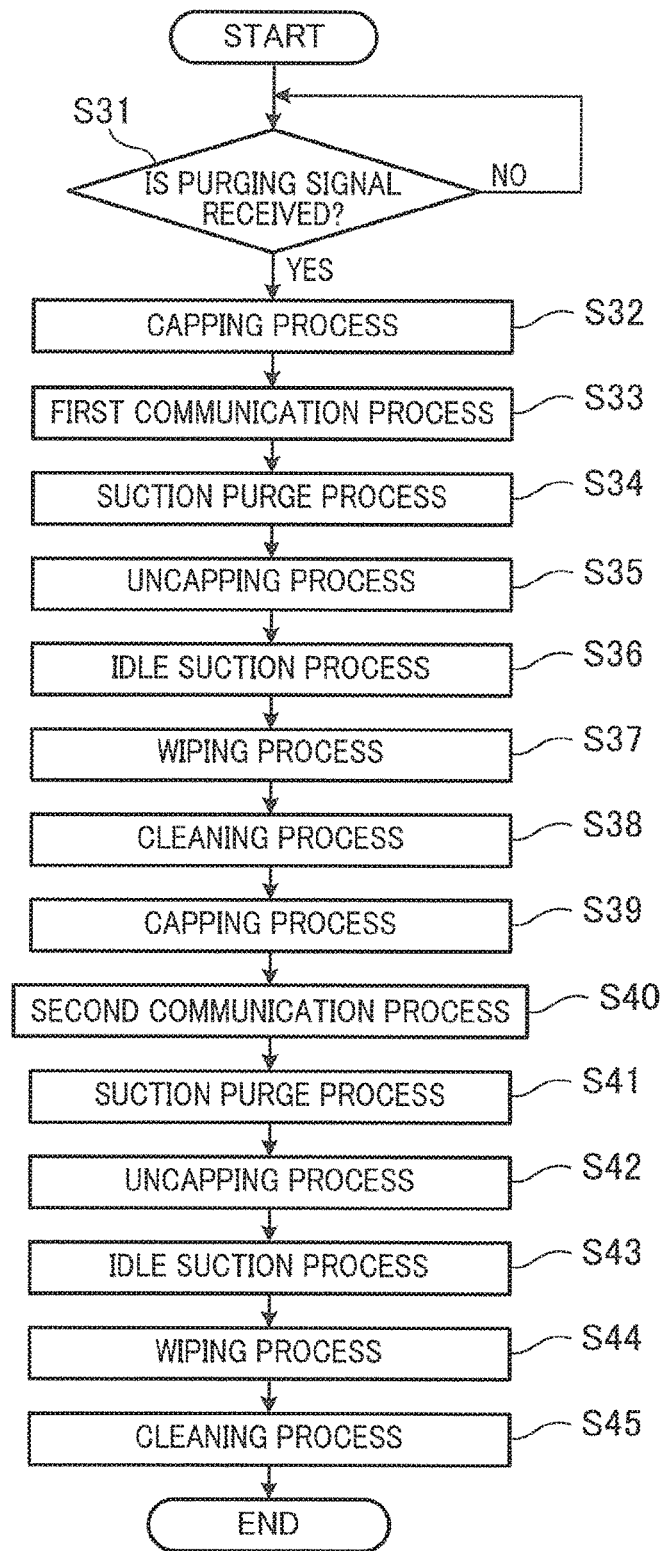 START
S31
IS PURGING SIGNAL
RECEIVED?
NO
YES
CAPPING PROCESS
S32
FIRST COMMUNICATION PROCESS
S33
SUCTION PURGE PROCESS
S34
UNCAPPING PROCESS
S35
IDLE SUCTION PROCESS
S36
WIPING PROCESS
S37
CLEANING PROCESS
S38
CAPPING PROCESS
S39
SECOND COMMUNICATION PROCESS
S40
SUCTION PURGE PROCESS
S41
UNCAPPING PROCESS
S42
IDLE SUCTION PROCESS
S43
WIPING PROCESS
S44
CLEANING PROCESS
S45
END